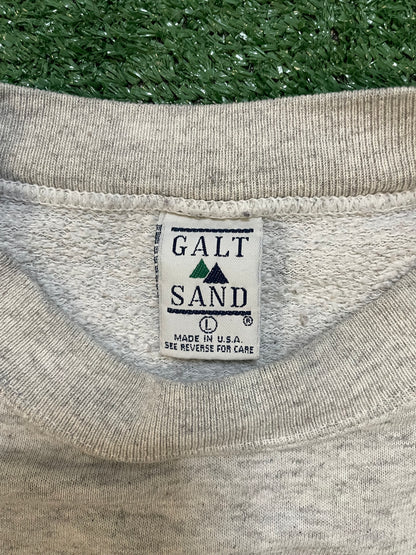 GALT
SAND
L ®
MADE IN U.S.A.
SEE REVERSE FOR CARE